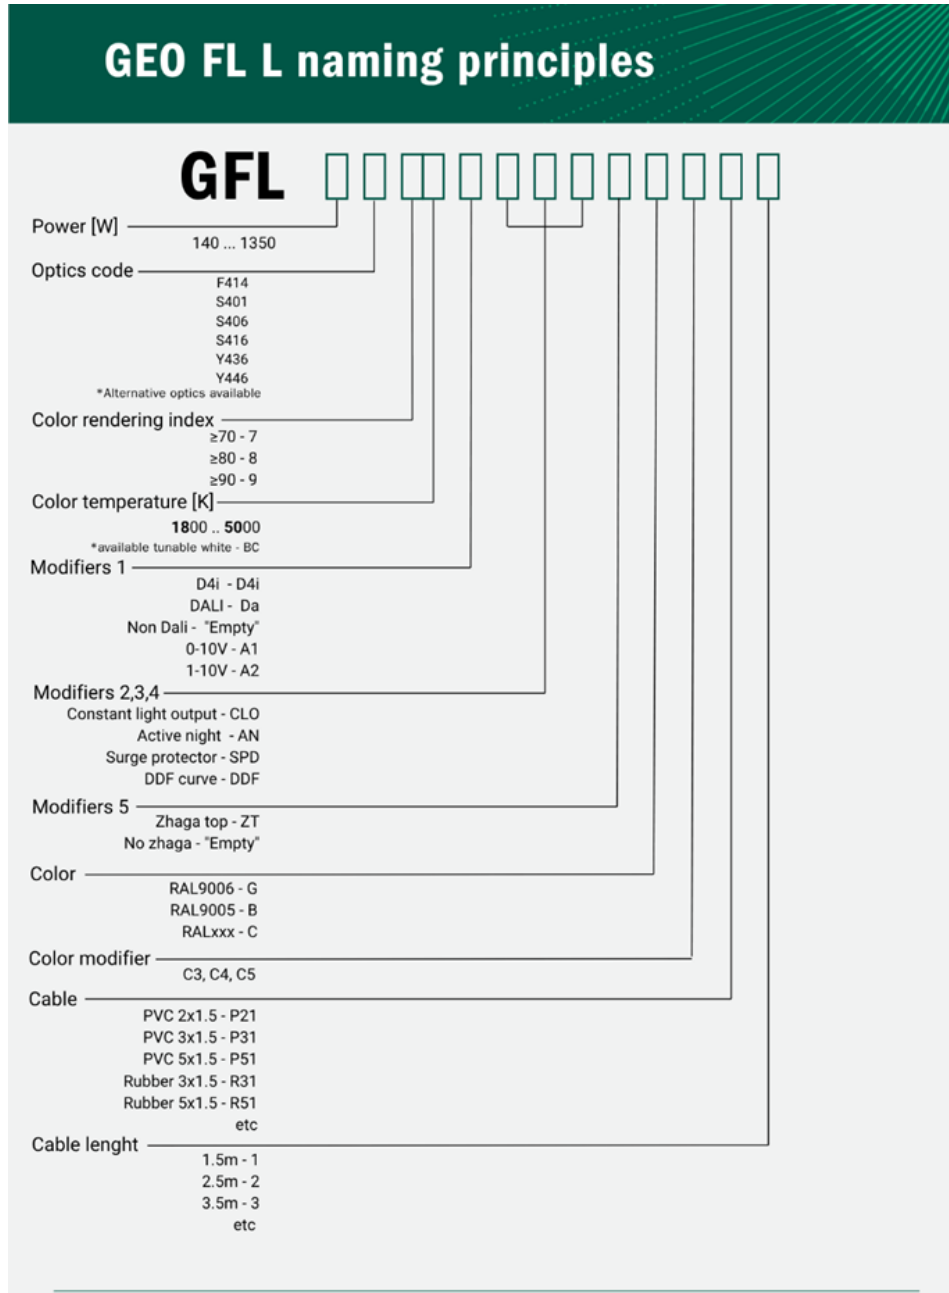 GEO FL L naming principles
GFL
Power [W]
140 ... 1350
Optics code
F414
S401
S406
S416
Y436
Y446
*Alternative optics available
Color rendering index
≥70 - 7
≥80 - 8
≥90 - 9
Color temperature [K]
1800 .. 5000
*available tunable white - BC
Modifiers 1
D4i - D4i
DALI - Da
Non Dali - "Empty"
0-10V - A1
1-10V - A2
Modifiers 2,3,4
Constant light output - CLO
Active night - AN
Surge protector - SPD
DDF curve - DDF
Modifiers 5
Zhaga top - ZT
No zhaga - "Empty"
Color
RAL9006 - G
RAL9005 - B
RALxxx - C
Color modifier
C3, C4, C5
Cable
PVC 2x1.5 - P21
PVC 3x1.5 - P31
PVC 5x1.5 - P51
Rubber 3x1.5 - R31
Rubber 5x1.5 - R51
etc
Cable lenght
1.5m - 1
2.5m - 2
3.5m - 3
etc